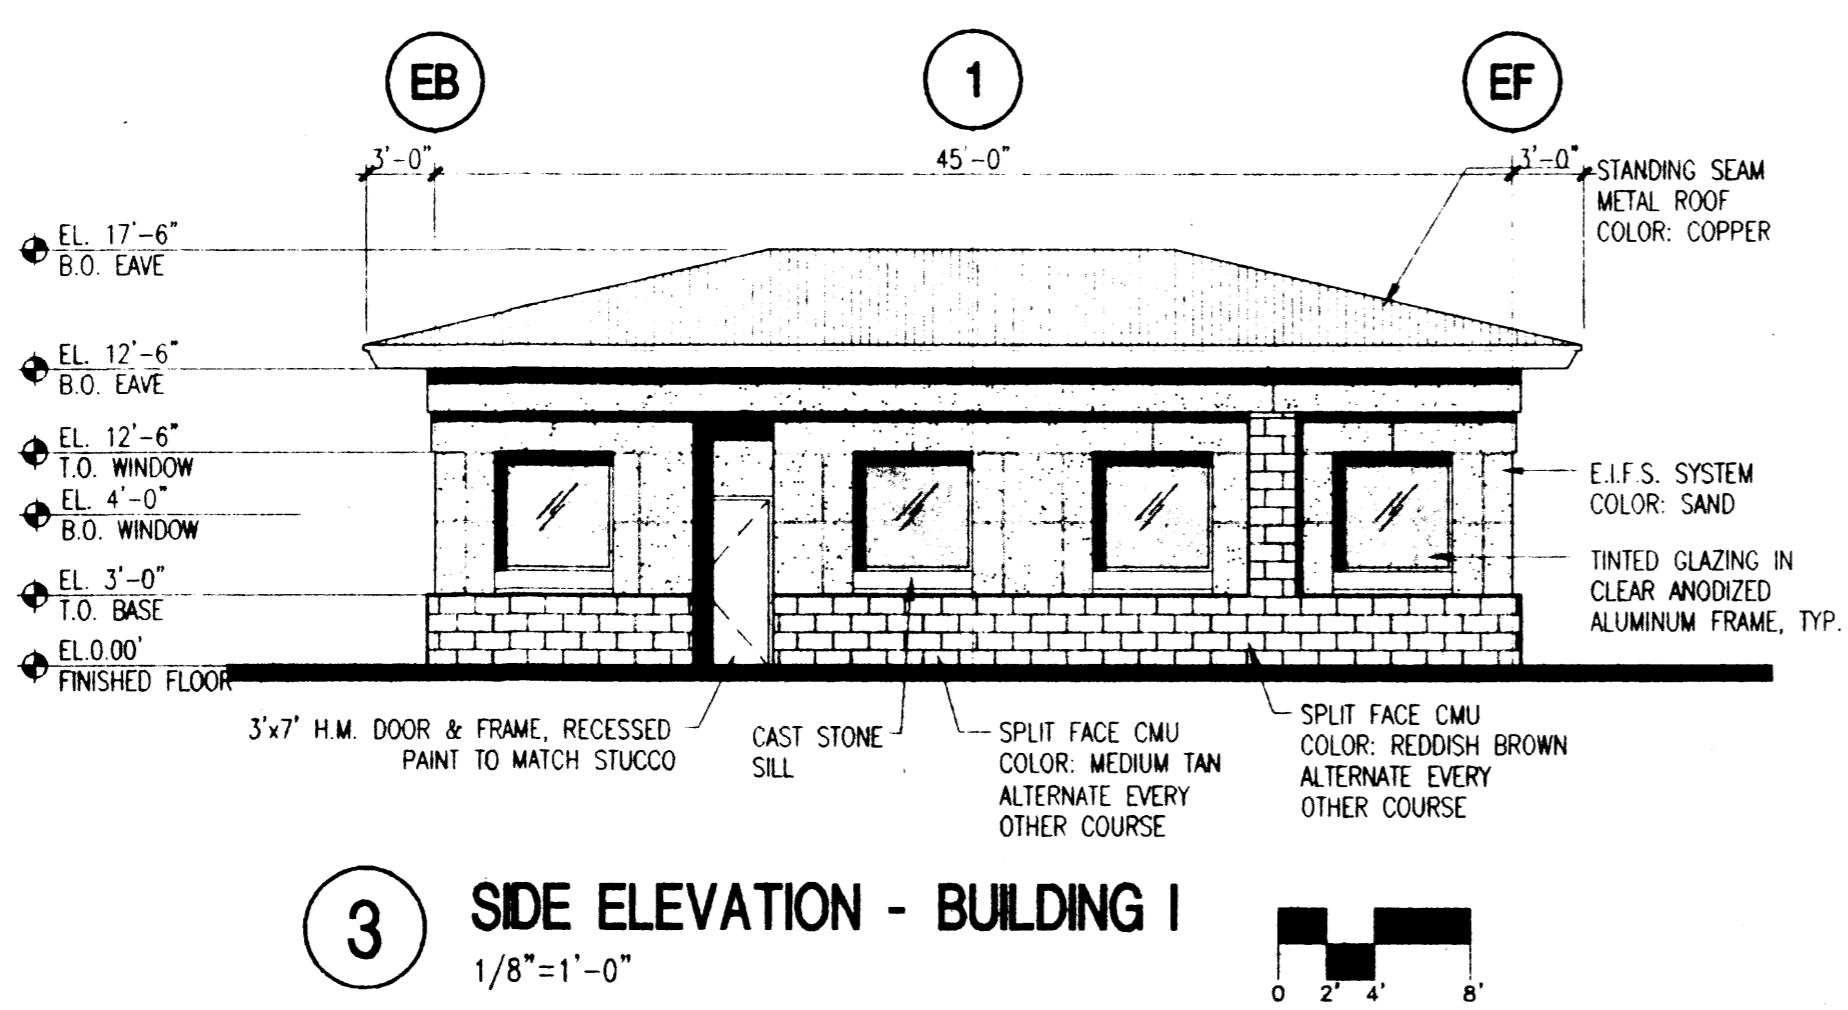 EB
1
EF
3'-0"
45'-0"
3'-0"
STANDING SEAM
METAL ROOF
COLOR: COPPER
EL. 17'-6"
B.O. EAVE
EL. 12'-6"
B.O. EAVE
EL. 12'-6"
T.O. WINDOW
EL. 4'-0"
B.O. WINDOW
EL. 3'-0"
T.O. BASE
EL.0.00'
FINISHED FLOOR
E.I.F.S. SYSTEM
COLOR: SAND
TINTED GLAZING IN
CLEAR ANODIZED
ALUMINUM FRAME, TYP.
3'x7' H.M. DOOR & FRAME, RECESSED
PAINT TO MATCH STUCCO
CAST STONE
SILL
SPLIT FACE CMU
COLOR: MEDIUM TAN
ALTERNATE EVERY
OTHER COURSE
SPLIT FACE CMU
COLOR: REDDISH BROWN
ALTERNATE EVERY
OTHER COURSE
3
SIDE ELEVATION - BUILDING I
1/8"=1'-0"
0 2' 4' 8'